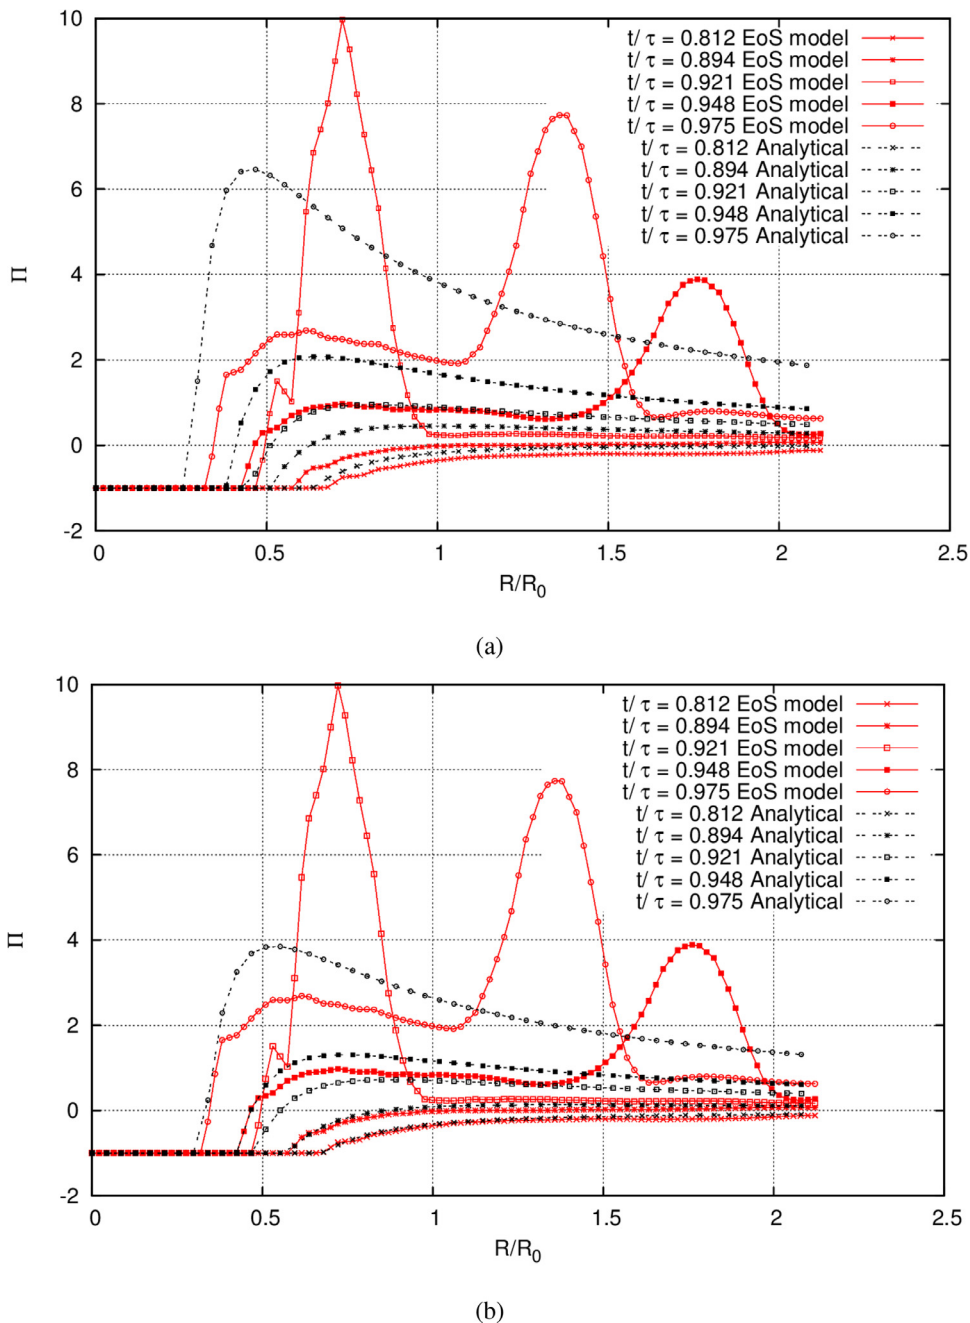 10
8
6
4
2
0
-2
Π
t/ τ = 0.812 EoS model
t/ τ = 0.894 EoS model
t/ τ = 0.921 EoS model
t/ τ = 0.948 EoS model
t/ τ = 0.975 EoS model
t/ τ = 0.812 Analytical
t/ τ = 0.894 Analytical
t/ τ = 0.921 Analytical
t/ τ = 0.948 Analytical
t/ τ = 0.975 Analytical
0 0.5 1 1.5 2 2.5
R/R₀
(a)
10
8
6
4
2
0
-2
Π
t/ τ = 0.812 EoS model
t/ τ = 0.894 EoS model
t/ τ = 0.921 EoS model
t/ τ = 0.948 EoS model
t/ τ = 0.975 EoS model
t/ τ = 0.812 Analytical
t/ τ = 0.894 Analytical
t/ τ = 0.921 Analytical
t/ τ = 0.948 Analytical
t/ τ = 0.975 Analytical
0 0.5 1 1.5 2 2.5
R/R₀
(b)